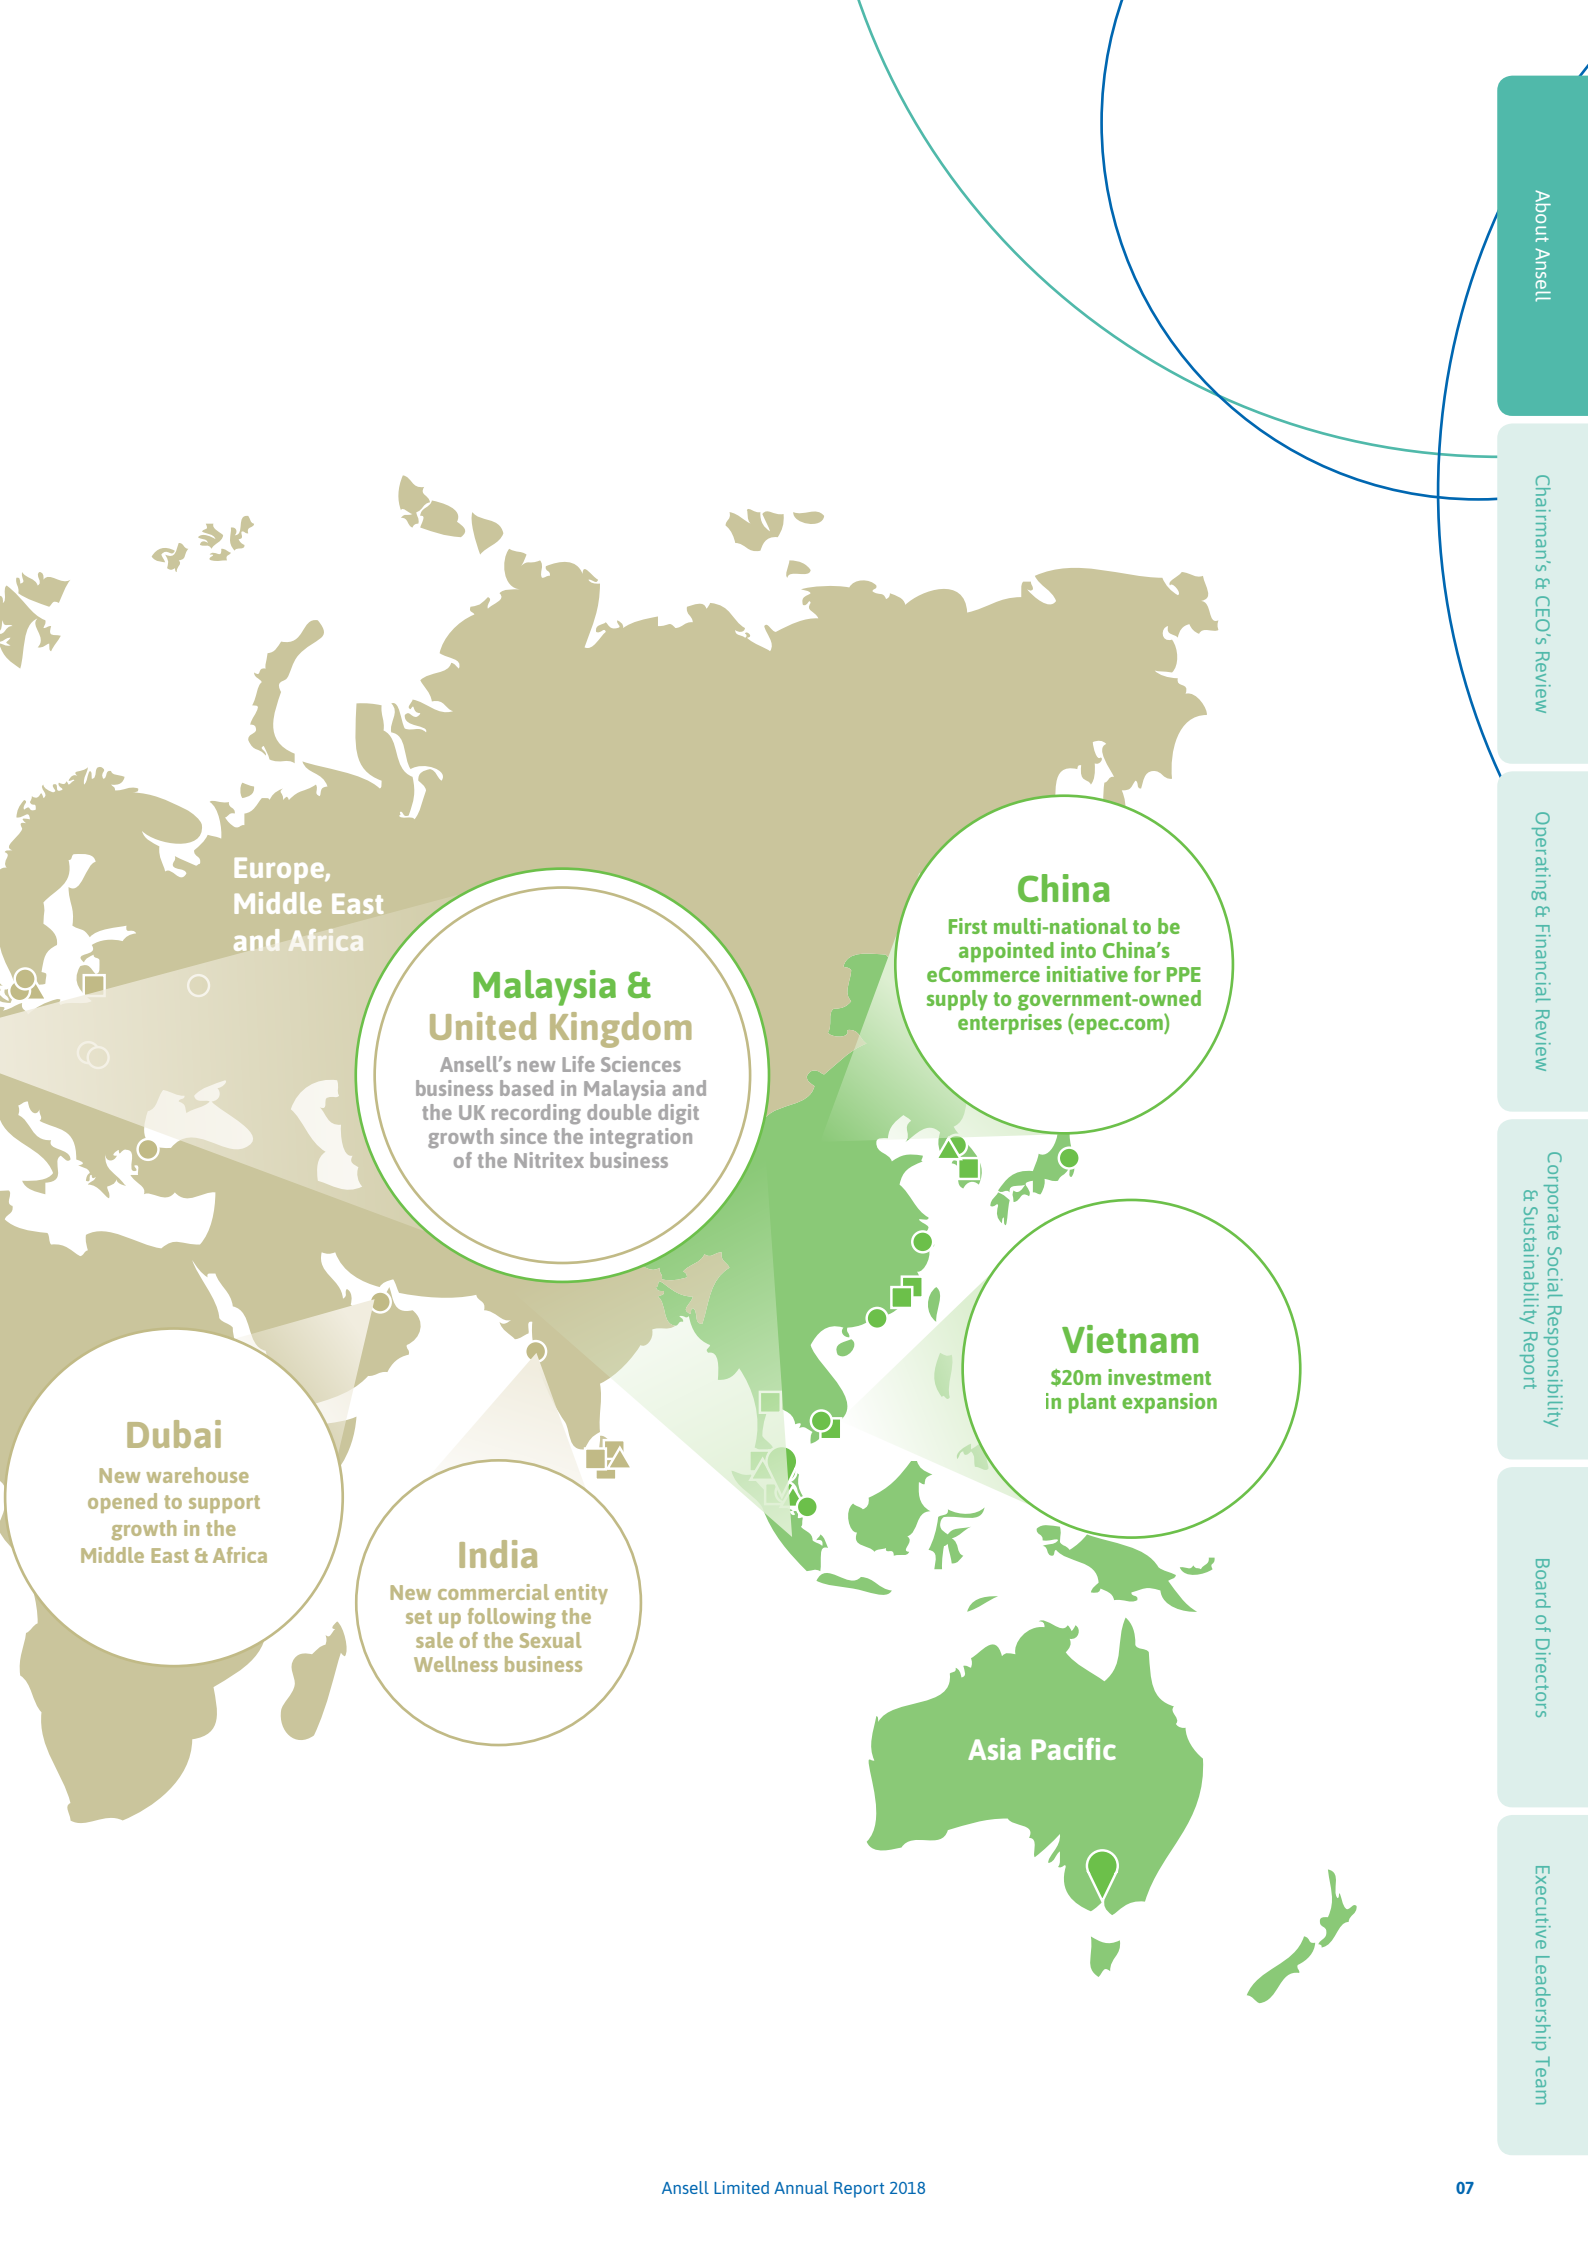 About Ansell
Chairman's & CEO's Review
Operating & Financial Review
Corporate Social Responsibility
& Sustainability Report
Board of Directors
Executive Leadership Team
Europe,
Middle East
and Africa
Malaysia &
United Kingdom
Ansell's new Life Sciences
business based in Malaysia and
the UK recording double digit
growth since the integration
of the Nitritex business
China
First multi-national to be
appointed into China's
eCommerce initiative for PPE
supply to government-owned
enterprises (epec.com)
Vietnam
$20m investment
in plant expansion
Dubai
New warehouse
opened to support
growth in the
Middle East & Africa
India
New commercial entity
set up following the
sale of the Sexual
Wellness business
Asia Pacific
Ansell Limited Annual Report 2018
07